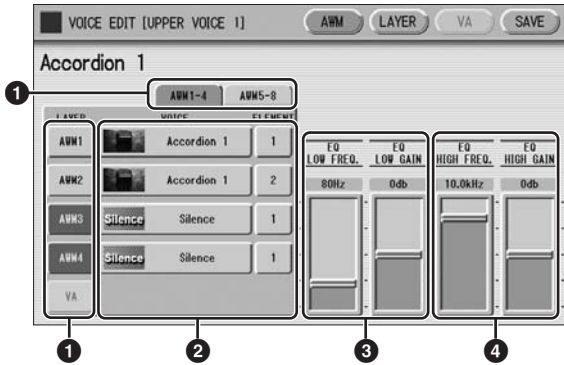 VOICE EDIT [UPPER VOICE 1] AWM LAYER VA SAVE
Accordion 1
1 AWM1-4 AWM5-8
LAYER VOICE ELEMENT
AWM1 Accordion 1 1
AWM2 Accordion 1 2
AWM3 Silence Silence 1
AWM4 Silence Silence 1
VA
EQ LOW FREQ. EQ LOW GAIN EQ HIGH FREQ. EQ HIGH GAIN
80Hz 0db 10.0kHz 0db
1 2 3 4